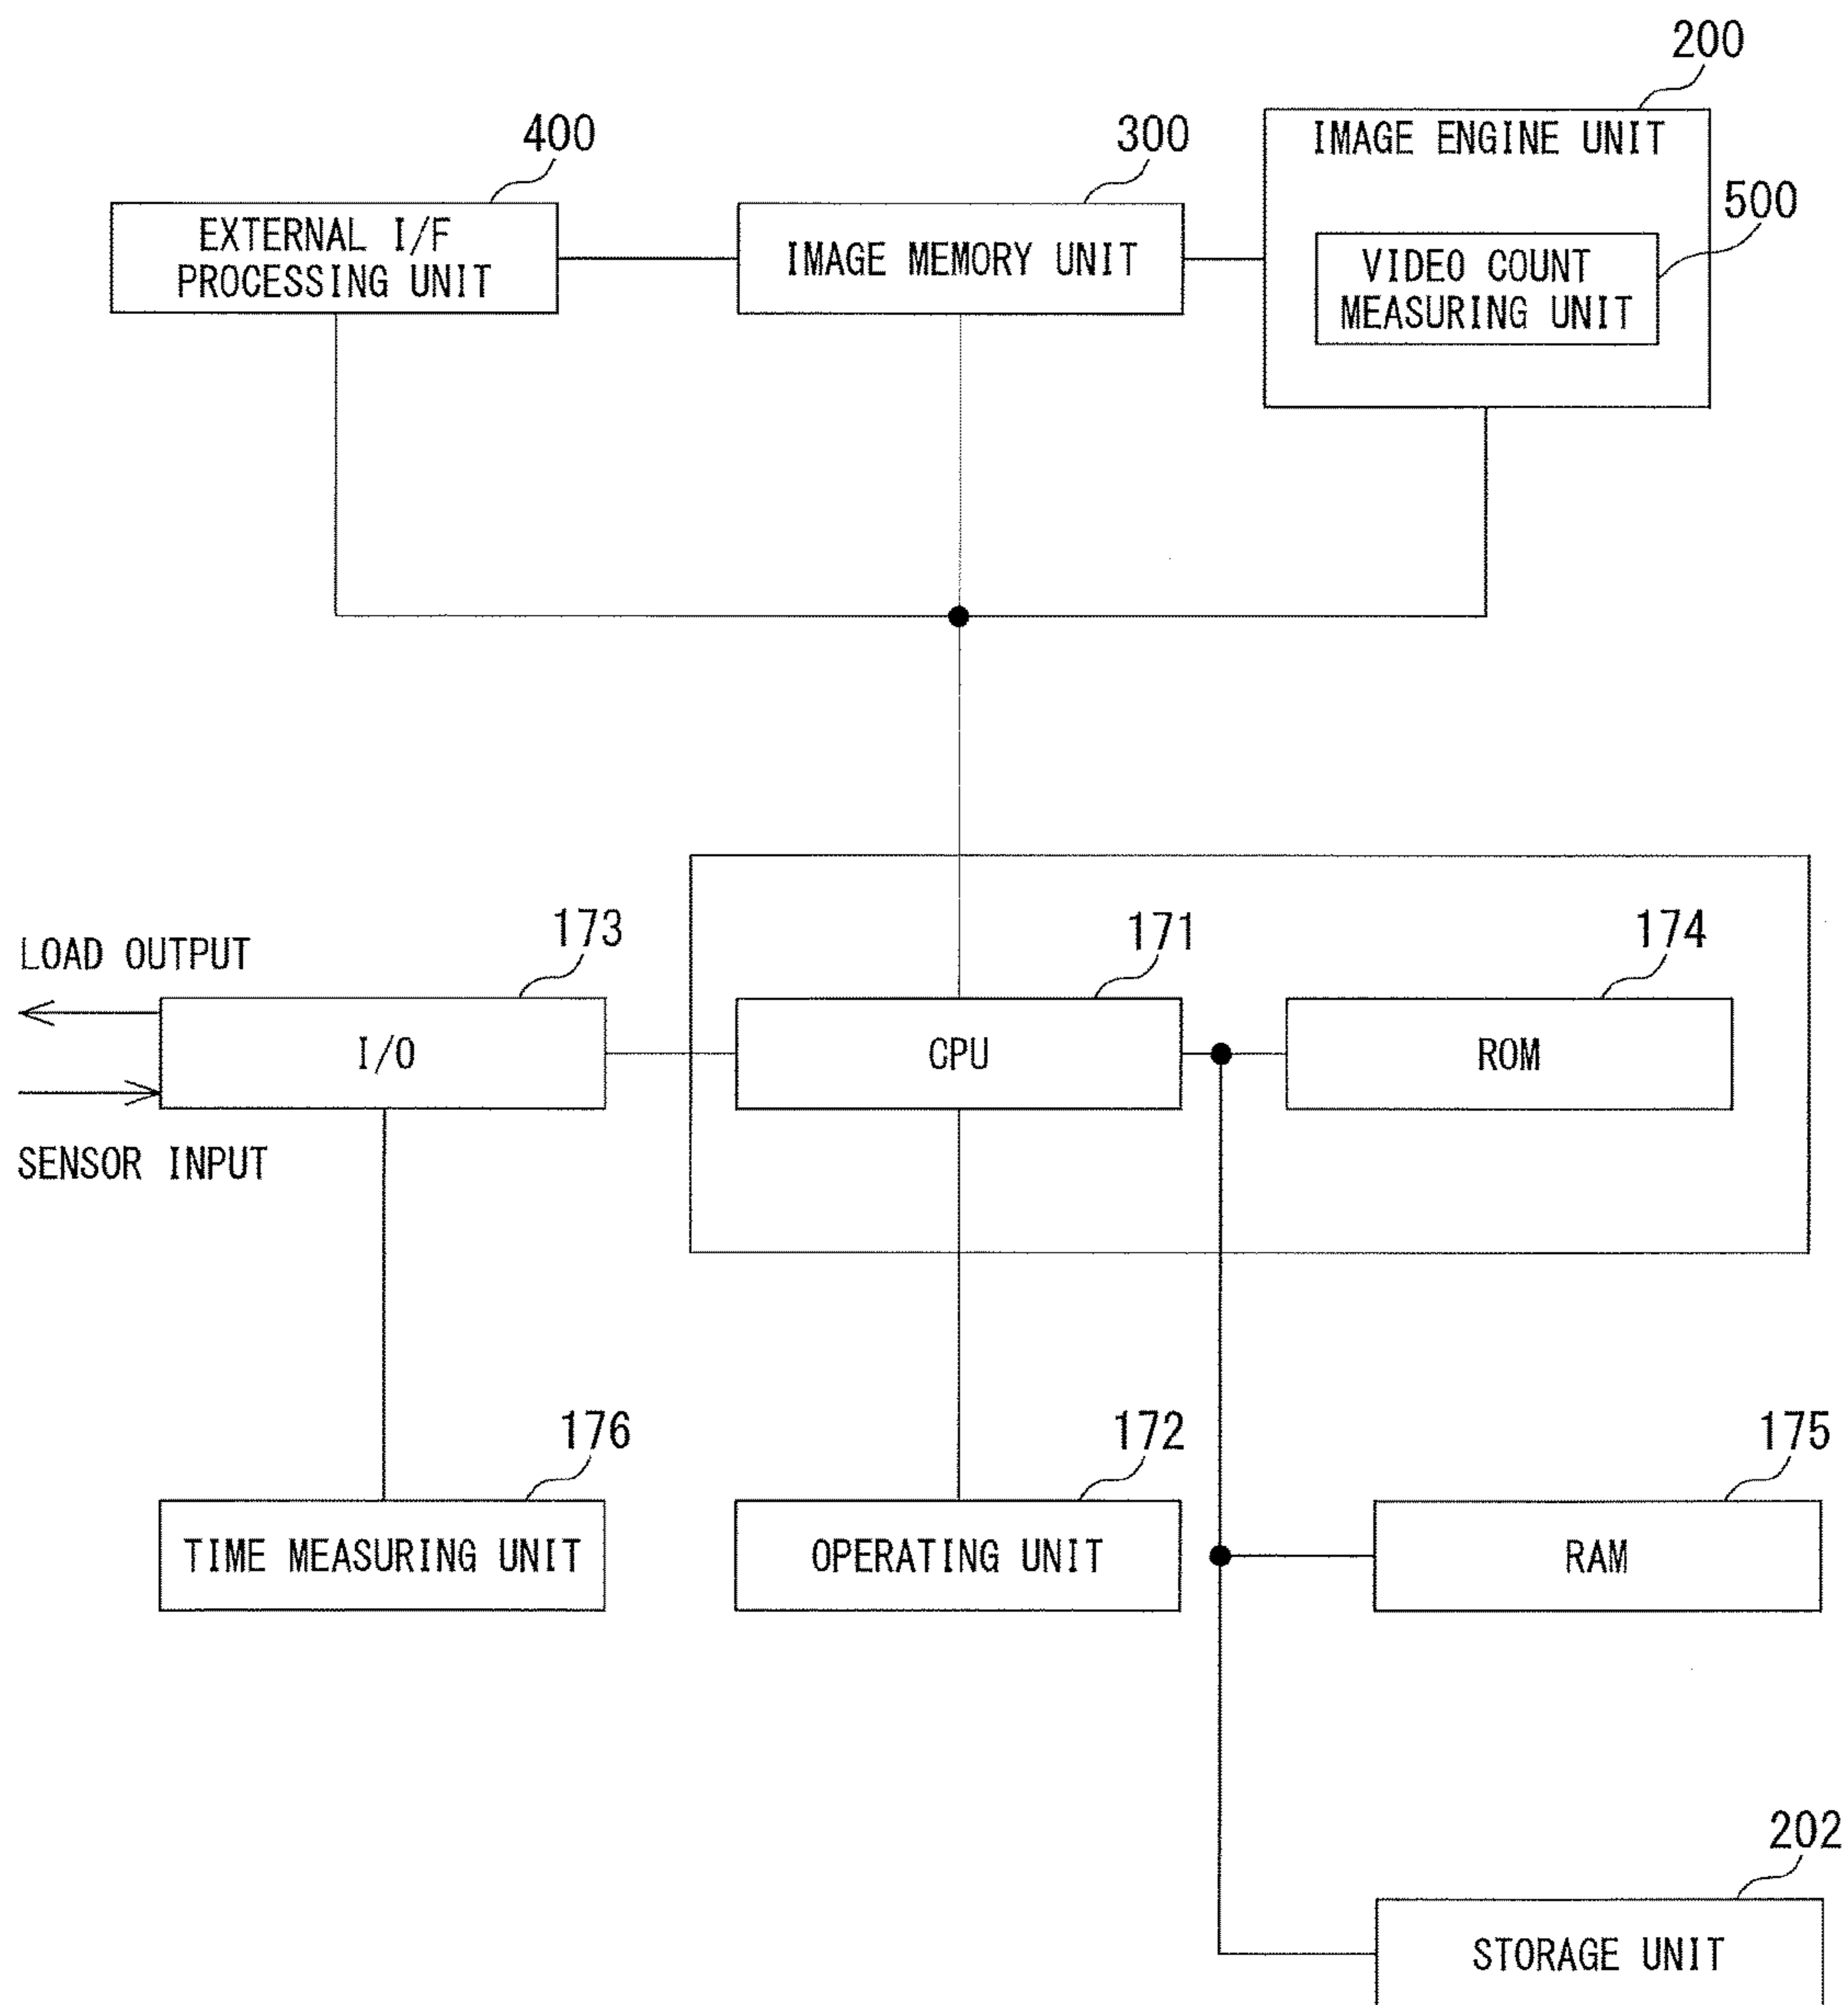 200
IMAGE ENGINE UNIT
400
300
500
EXTERNAL I/F
PROCESSING UNIT
IMAGE MEMORY UNIT
VIDEO COUNT
MEASURING UNIT
LOAD OUTPUT
173
171
174
I/O
CPU
ROM
SENSOR INPUT
176
172
175
TIME MEASURING UNIT
OPERATING UNIT
RAM
202
STORAGE UNIT